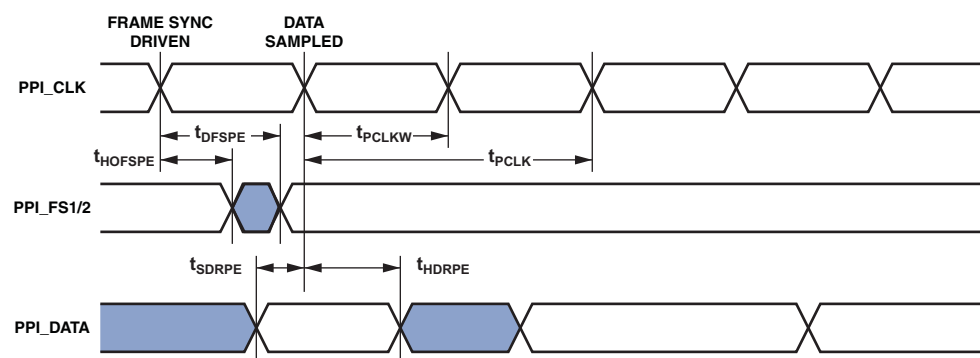 FRAME SYNC
DRIVEN
DATA
SAMPLED
PPI_CLK
tDFSPE
tPCLKW
tHOFSPE
tPCLK
PPI_FS1/2
tSDRPE
tHDRPE
PPI_DATA